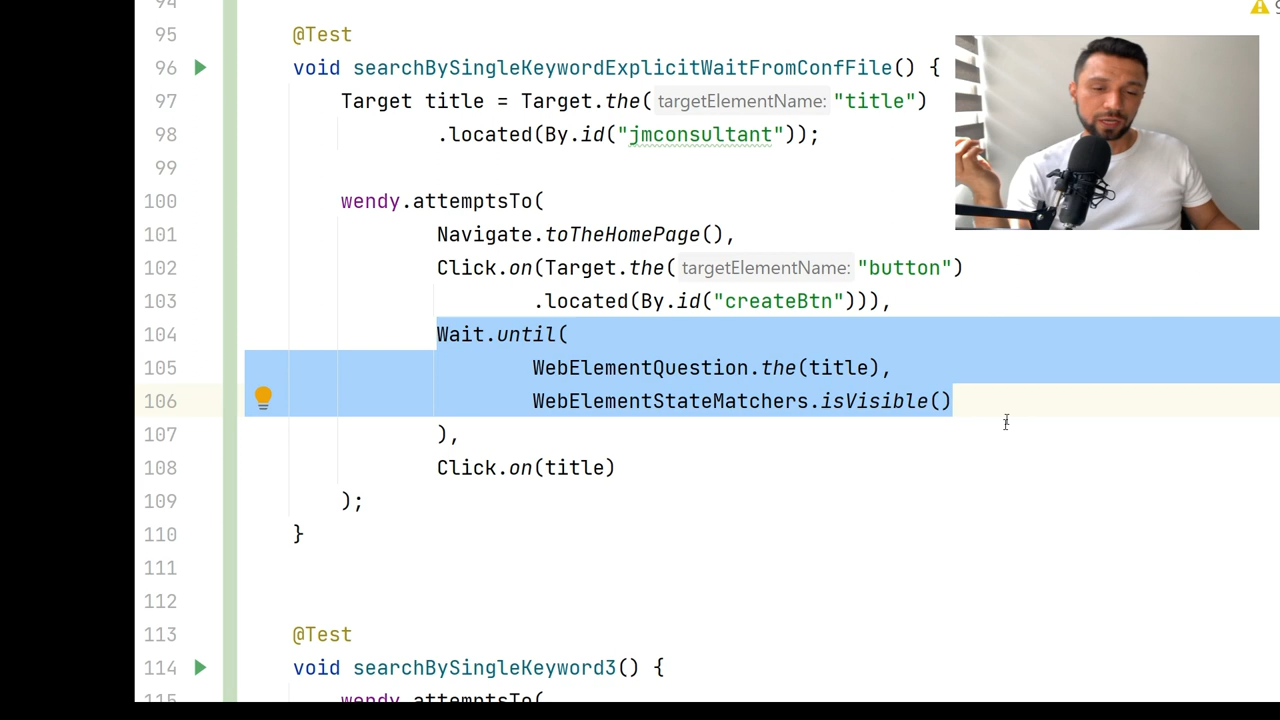 94
95 @Test
96 void searchBySingleKeywordExplicitWaitFromConfFile() {
97 Target title = Target.the( targetElementName: "title")
98 .located(By.id("jmconsultant"));
99
100 wendy.attemptsTo(
101 Navigate.toTheHomePage(),
102 Click.on(Target.the( targetElementName: "button")
103 .located(By.id("createBtn"))),
104 Wait.until(
105 WebElementQuestion.the(title),
106 WebElementStateMatchers.isVisible()
107 ),
108 Click.on(title)
109 );
110 }
111
112
113 @Test
114 void searchBySingleKeyword3() {
115 wendy.attemptsTo(